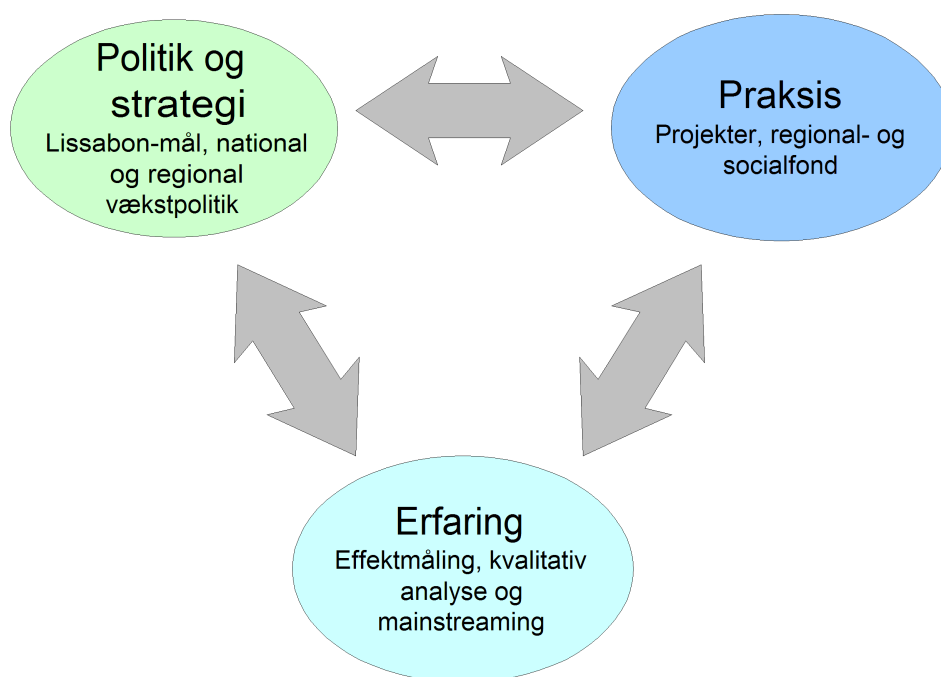 Politik og
strategi
Lissabon-mål, national
og regional
vækstpolitik
Praksis
Projekter, regional- og
socialfond
Erfaring
Effektmåling, kvalitativ
analyse og
mainstreaming